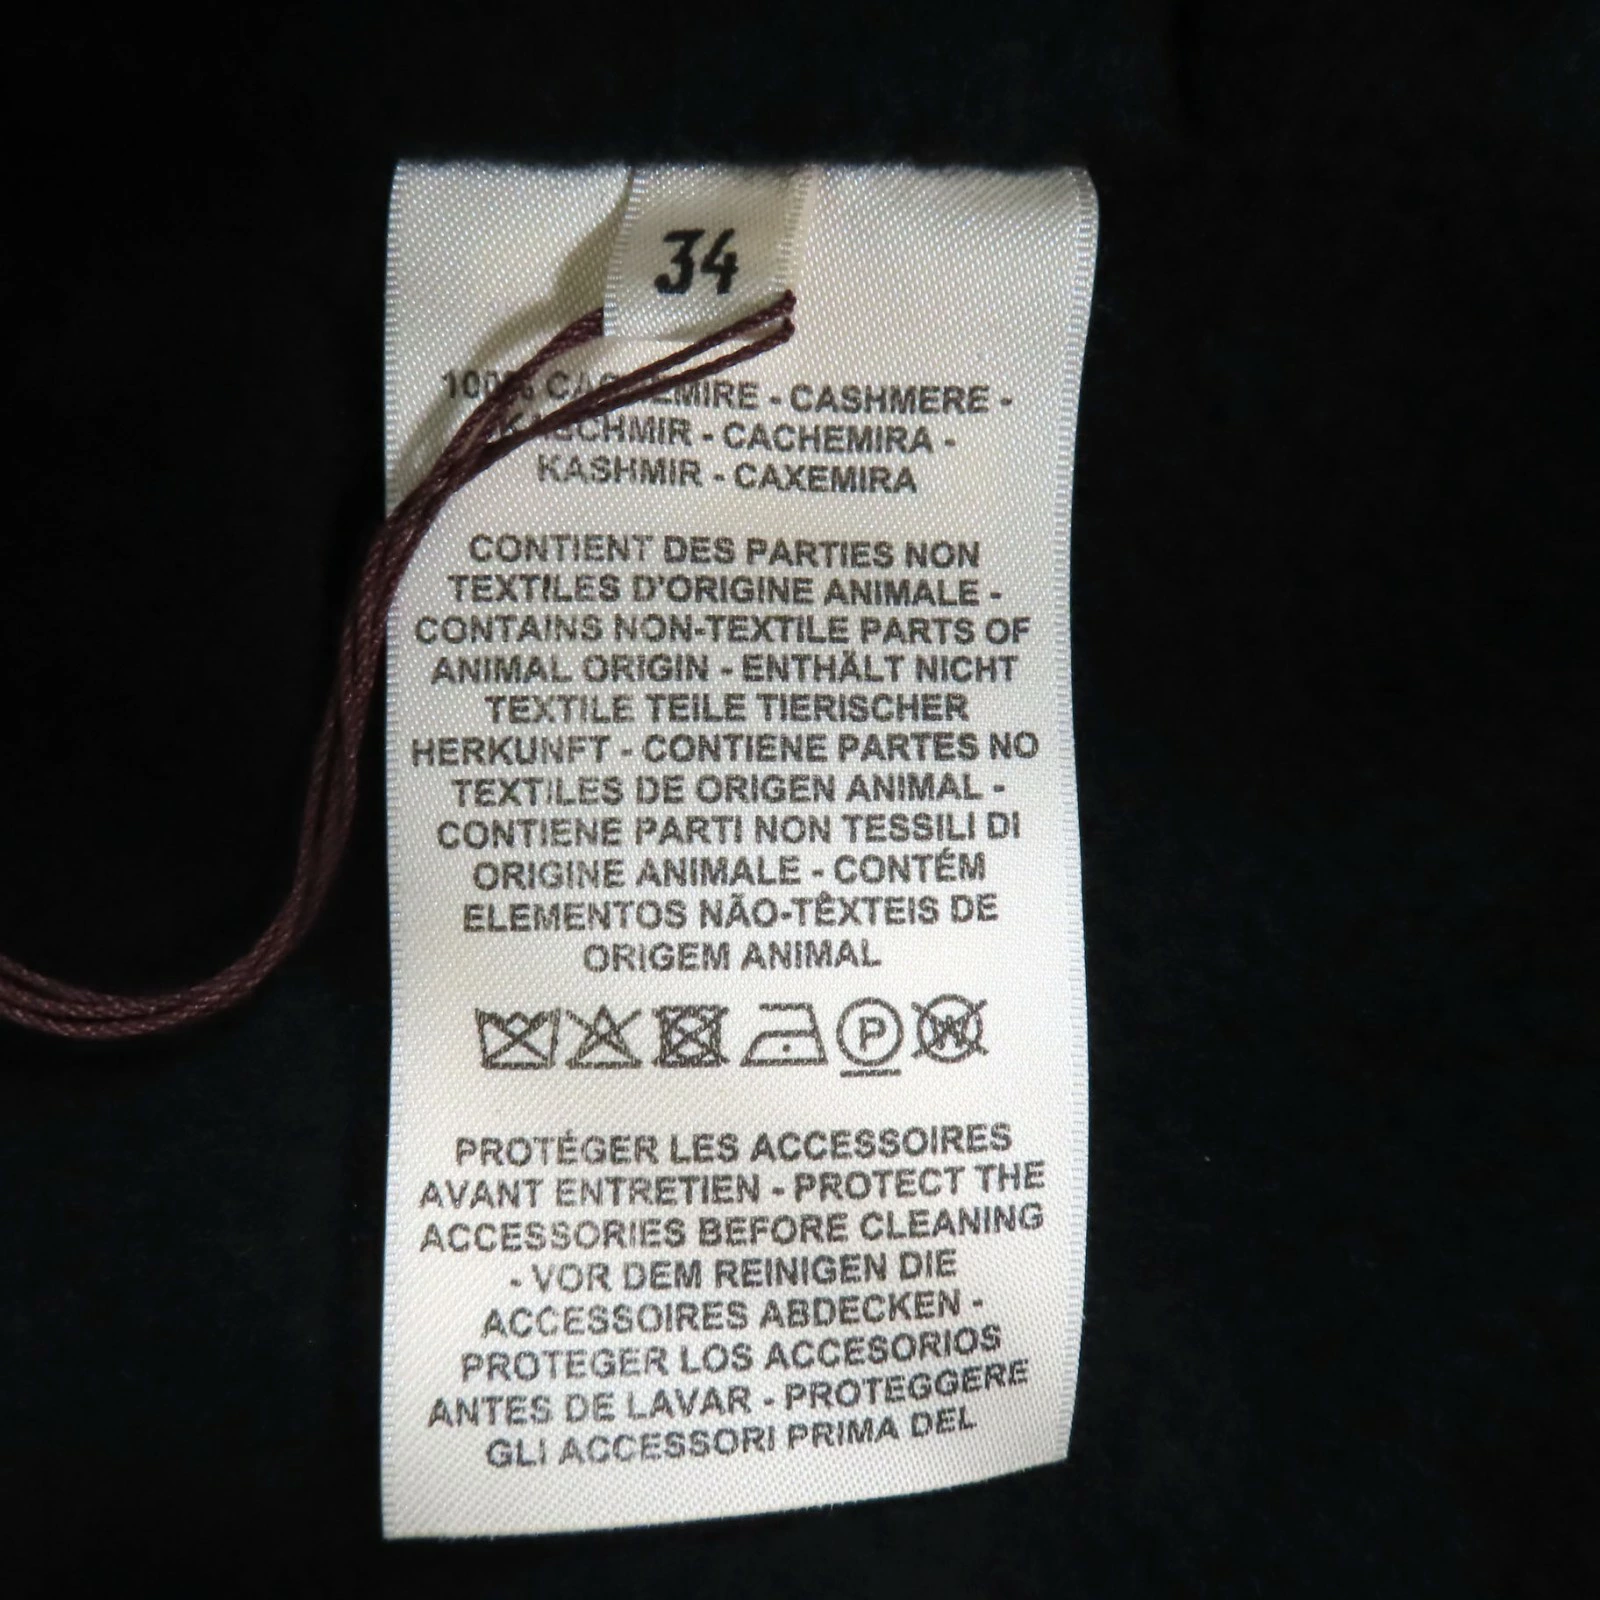 34
100% CACHEMIRE - CASHMERE -
KASCHMIR - CACHEMIRA -
KASHMIR - CAXEMIRA
CONTIENT DES PARTIES NON
TEXTILES D'ORIGINE ANIMALE -
CONTAINS NON-TEXTILE PARTS OF
ANIMAL ORIGIN - ENTHÄLT NICHT
TEXTILE TEILE TIERISCHER
HERKUNFT - CONTIENE PARTES NO
TEXTILES DE ORIGEN ANIMAL -
CONTIENE PARTI NON TESSILI DI
ORIGINE ANIMALE - CONTÉM
ELEMENTOS NÃO-TÊXTEIS DE
ORIGEM ANIMAL
P W
PROTÉGER LES ACCESSOIRES
AVANT ENTRETIEN - PROTECT THE
ACCESSORIES BEFORE CLEANING
- VOR DEM REINIGEN DIE
ACCESSOIRES ABDECKEN -
PROTEGER LOS ACCESORIOS
ANTES DE LAVAR - PROTEGGERE
GLI ACCESSORI PRIMA DEL